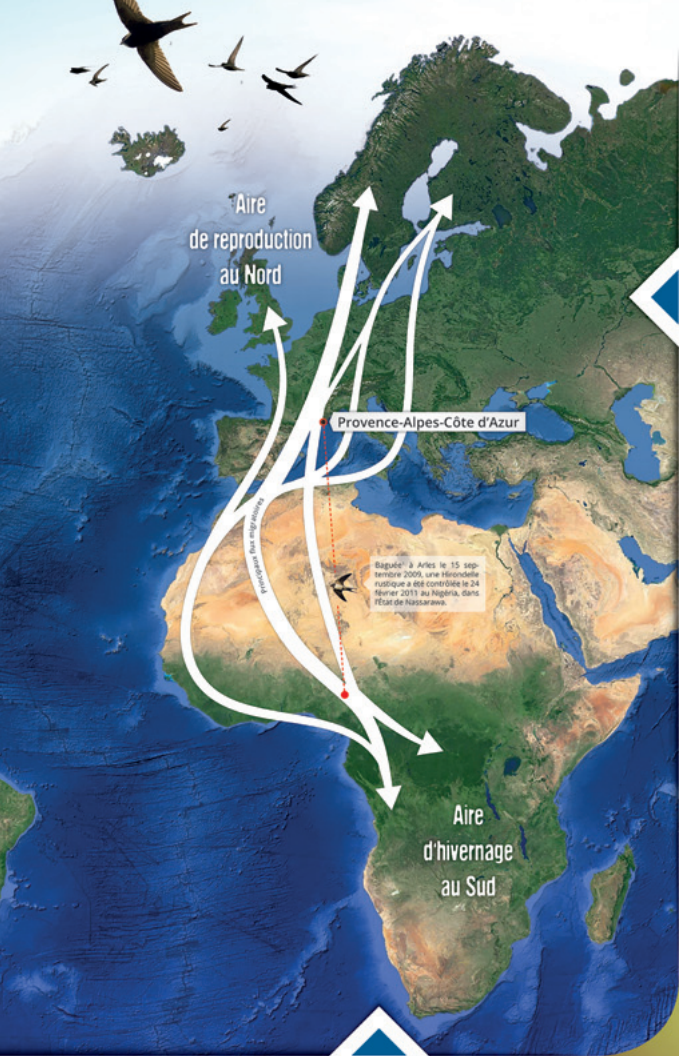 Aire
de reproduction
au Nord
Provence-Alpes-Côte d'Azur
Principaux flux migratoires
Baguée à Arles le 15 sep-
tembre 2009, une Hirondelle
rustique a été contrôlée le 24
février 2011 au Nigéria, dans
l'État de Nassarawa.
Aire
d'hivernage
au Sud